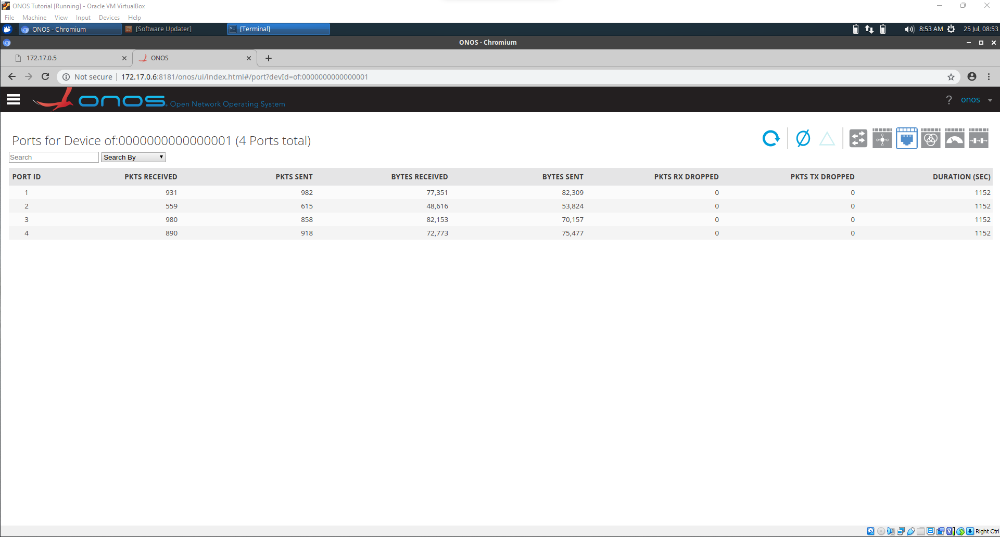 ONOS Tutorial [Running] - Oracle VM VirtualBox
File Machine View Input Devices Help
ONOS - Chromium [Software Updater] [Terminal] 8:53 AM 25 Jul, 08:53
ONOS - Chromium
172.17.0.5 ONOS
Not secure 172.17.0.6:8181/onos/ui/index.html#/port?devId=of:0000000000000001
onos Open Network Operating System ? onos
Ports for Device of:0000000000000001 (4 Ports total)
Search Search By
PORT ID PKTS RECEIVED PKTS SENT BYTES RECEIVED BYTES SENT PKTS RX DROPPED PKTS TX DROPPED DURATION (SEC)
1 931 982 77,351 82,309 0 0 1152
2 559 615 48,616 53,824 0 0 1152
3 980 858 82,153 70,157 0 0 1152
4 890 918 72,773 75,477 0 0 1152
Right Ctrl